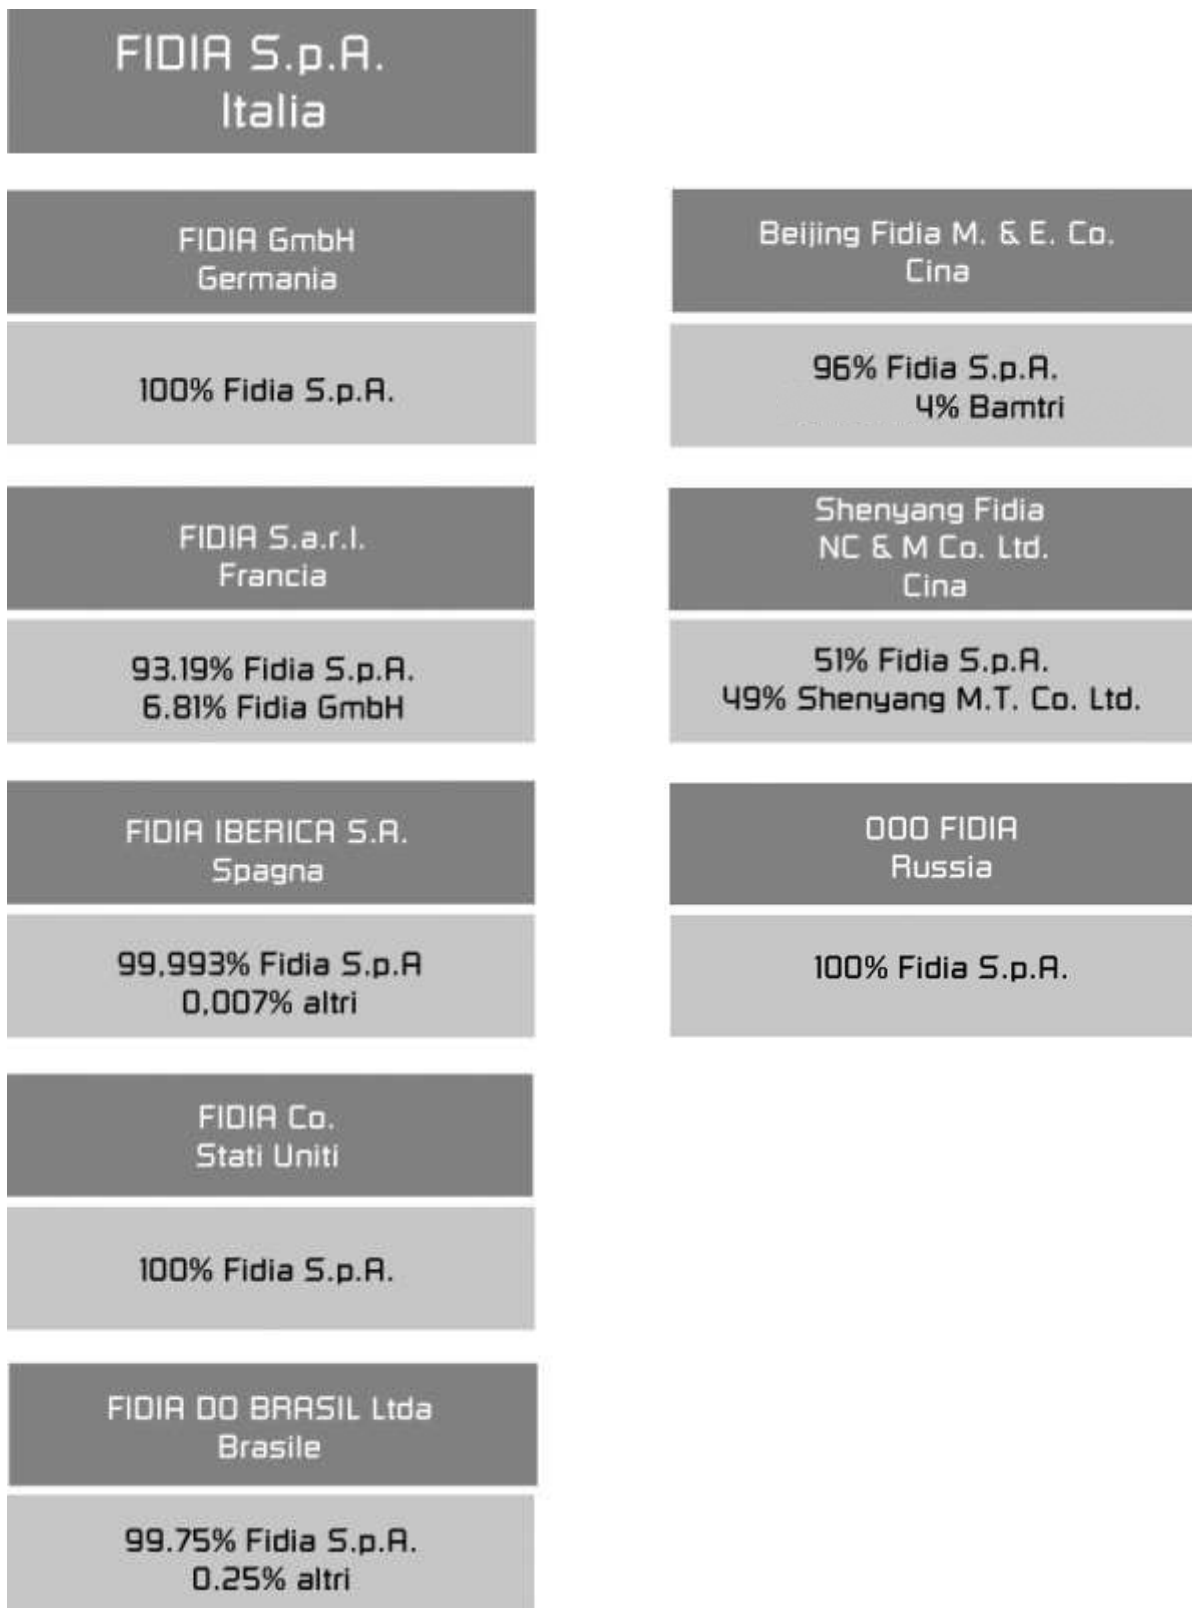 FIDIA S.p.A.
Italia
FIDIA GmbH
Germania
100% Fidia S.p.A.
FIDIA S.a.r.l.
Francia
93.19% Fidia S.p.A.
6.81% Fidia GmbH
FIDIA IBERICA S.A.
Spagna
99,993% Fidia S.p.A
0,007% altri
FIDIA Co.
Stati Uniti
100% Fidia S.p.A.
FIDIA DO BRASIL Ltda
Brasile
99.75% Fidia S.p.A.
0.25% altri
Beijing Fidia M. & E. Co.
Cina
96% Fidia S.p.A.
4% Bamtri
Shenyang Fidia
NC & M Co. Ltd.
Cina
51% Fidia S.p.A.
49% Shenyang M.T. Co. Ltd.
OOO FIDIA
Russia
100% Fidia S.p.A.